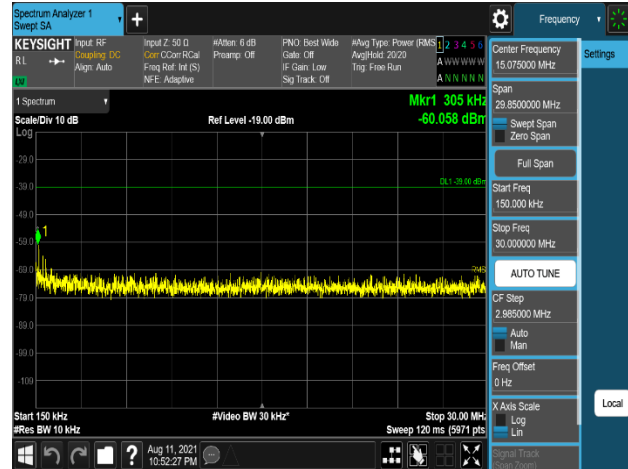 Spectrum Analyzer 1
Swept SA
+
Frequency
KEYSIGHT
RL
LW
Input: RF
Coupling: DC
Align: Auto
Input Z: 50 Ω
Corr CCorr RCal
Freq Ref: Int (S)
NFE: Adaptive
#Atten: 6 dB
Preamp: Off
PNO: Best Wide
Gate: Off
IF Gain: Low
Sig Track: Off
#Avg Type: Power (RMS
Avg|Hold: 20/20
Trig: Free Run
1 2 3 4 5 6
A W W W W W
A N N N N N
Center Frequency
15.075000 MHz
Settings
1 Spectrum
Scale/Div 10 dB
Log
Ref Level -19.00 dBm
Mkr1 305 kHz
-60.058 dBm
-29.0
-39.0
-49.0
-59.0
-69.0
-79.0
-89.0
-99.0
-109
DL1 -39.00 dBm
1
RMS
Span
29.8500000 MHz
Swept Span
Zero Span
Full Span
Start Freq
150.000 kHz
Stop Freq
30.000000 MHz
AUTO TUNE
CF Step
2.985000 MHz
Auto
Man
Freq Offset
0 Hz
X Axis Scale
Log
Lin
Local
Signal Track
(Span Zoom)
Start 150 kHz
#Res BW 10 kHz
#Video BW 30 kHz*
Stop 30.00 MHz
Sweep 120 ms (5971 pts
?
Aug 11, 2021
10:52:27 PM